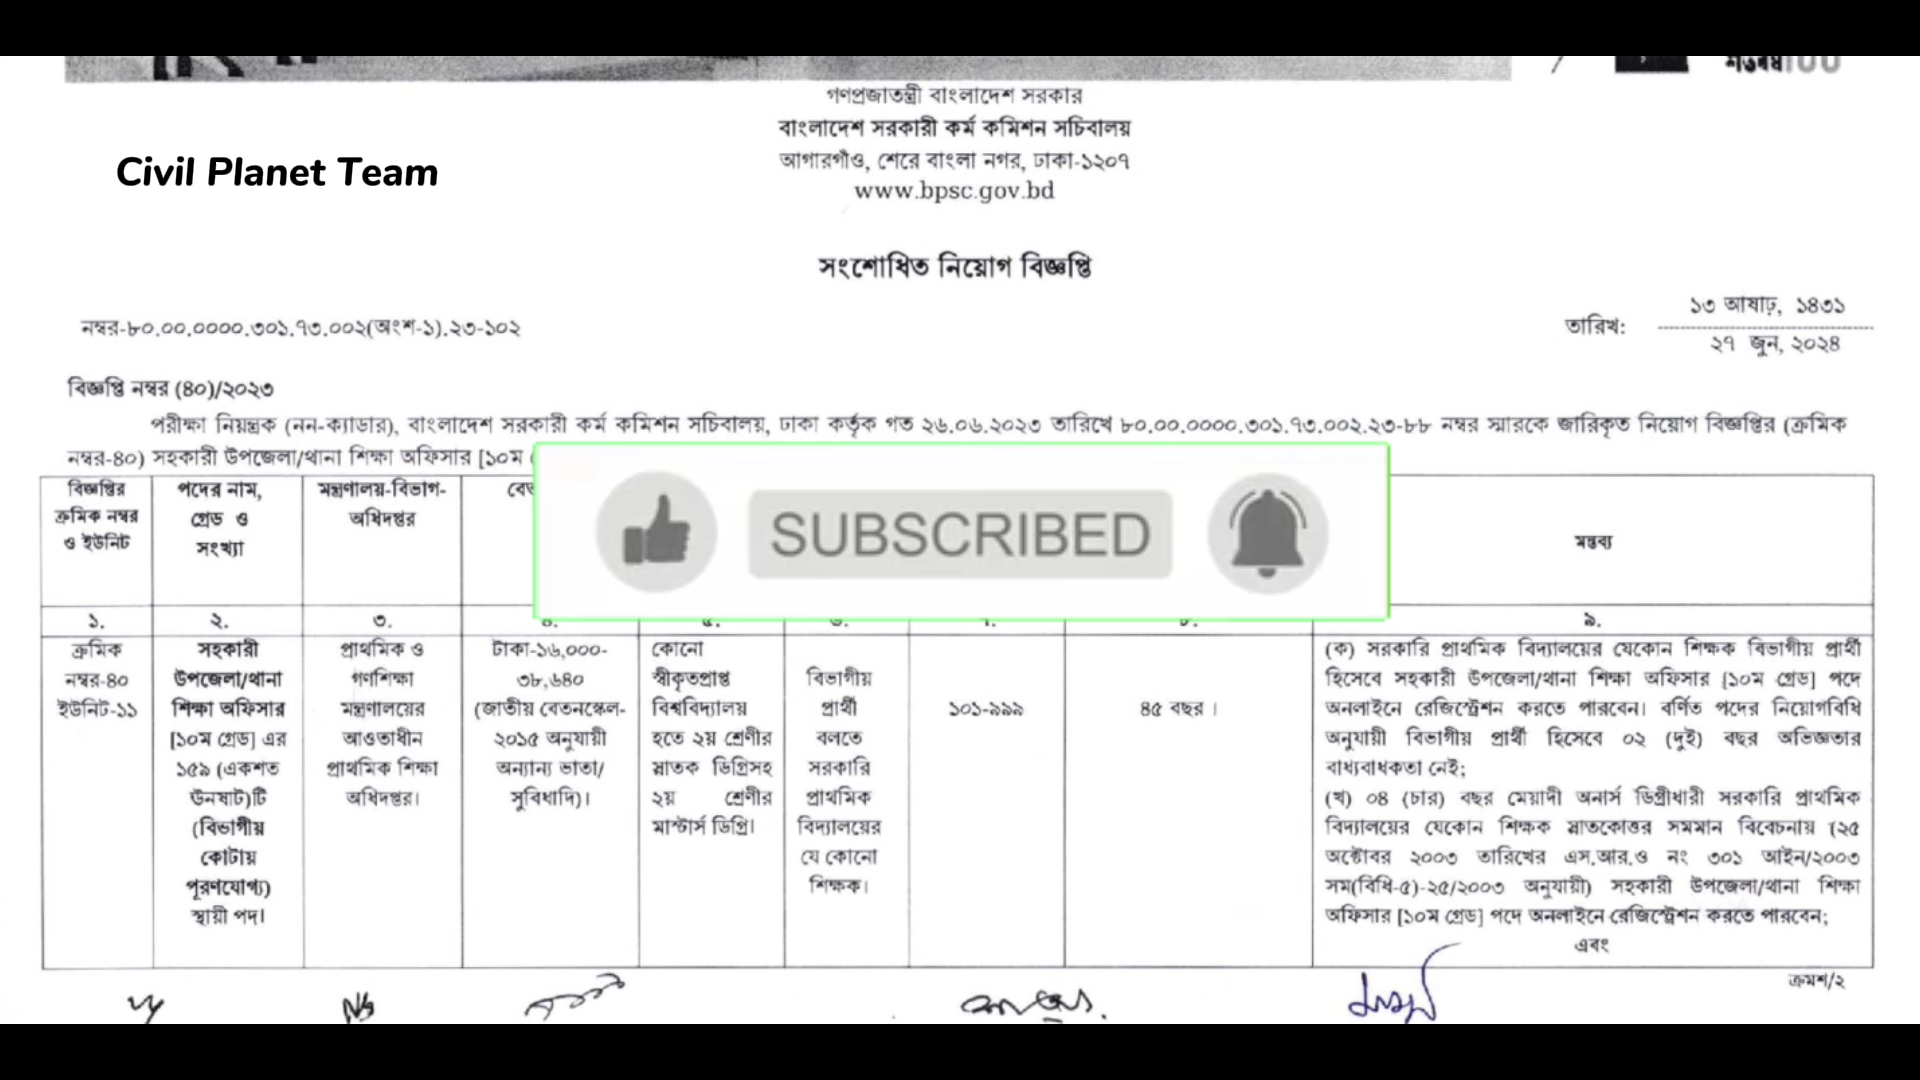 শতবর্ষ 100
গণপ্রজাতন্ত্রী বাংলাদেশ সরকার
বাংলাদেশ সরকারী কর্ম কমিশন সচিবালয়
আগারগাঁও, শেরে বাংলা নগর, ঢাকা-১২০৭
www.bpsc.gov.bd
Civil Planet Team
সংশোধিত নিয়োগ বিজ্ঞপ্তি
নম্বর-৮০.০০.০০০০.৩০১.৭৩.০০২(অংশ-১).২৩-১০২
তারিখ:
১৩ আষাঢ়, ১৪৩১
২৭ জুন, ২০২৪
বিজ্ঞপ্তি নম্বর (৪০)/২০২৩
পরীক্ষা নিয়ন্ত্রক (নন-ক্যাডার), বাংলাদেশ সরকারী কর্ম কমিশন সচিবালয়, ঢাকা কর্তৃক গত ২৬.০৬.২০২৩ তারিখে ৮০.০০.০০০০.৩০১.৭৩.০০২.২৩-৮৮ নম্বর স্মারকে জারিকৃত নিয়োগ বিজ্ঞপ্তির (ক্রমিক
নম্বর-৪০) সহকারী উপজেলা/থানা শিক্ষা অফিসার [১০ম
বিজ্ঞপ্তির
ক্রমিক নম্বর
ও ইউনিট
পদের নাম,
গ্রেড ও
সংখ্যা
মন্ত্রণালয়-বিভাগ-
অধিদপ্তর
SUBSCRIBED
মন্তব্য
১.
২.
৩.
৪.
৫.
৬.
৭.
৮.
৯.
ক্রমিক
নম্বর-৪০
ইউনিট-১১
সহকারী
উপজেলা/থানা
শিক্ষা অফিসার
[১০ম গ্রেড] এর
১৫৯ (একশত
উনষাট)টি
(বিভাগীয়
কোটায়
পূরণযোগ্য)
স্থায়ী পদ।
প্রাথমিক ও
গণশিক্ষা
মন্ত্রণালয়ের
আওতাধীন
প্রাথমিক শিক্ষা
অধিদপ্তর।
টাকা-১৬,০০০-
৩৮,৬৪০
(জাতীয় বেতনস্কেল-
২০১৫ অনুযায়ী
অন্যান্য ভাতা/
সুবিধাদি)।
কোনো
স্বীকৃতপ্রাপ্ত
বিশ্ববিদ্যালয়
হতে ২য় শ্রেণীর
স্নাতক ডিগ্রিসহ
২য় শ্রেণীর
মাস্টার্স ডিগ্রি।
বিভাগীয়
প্রার্থী
বলতে
সরকারি
প্রাথমিক
বিদ্যালয়ের
যে কোনো
শিক্ষক।
১০১-৯৯৯
৪৫ বছর ।
(ক) সরকারি প্রাথমিক বিদ্যালয়ের যেকোন শিক্ষক বিভাগীয় প্রার্থী
হিসেবে সহকারী উপজেলা/থানা শিক্ষা অফিসার [১০ম গ্রেড] পদে
অনলাইনে রেজিস্ট্রেশন করতে পারবেন। বর্ণিত পদের নিয়োগবিধি
অনুযায়ী বিভাগীয় প্রার্থী হিসেবে ০২ (দুই) বছর অভিজ্ঞতার
বাধ্যবাধকতা নেই;
(খ) ০৪ (চার) বছর মেয়াদী অনার্স ডিগ্রীধারী সরকারি প্রাথমিক
বিদ্যালয়ের যেকোন শিক্ষক স্নাতকোত্তর সমমান বিবেচনায় (২৫
অক্টোবর ২০০৩ তারিখের এস.আর.ও নং ৩০১ আইন/২০০৩
সম(বিধি-৫)-২৫/২০০৩ অনুযায়ী) সহকারী উপজেলা/থানা শিক্ষা
অফিসার [১০ম গ্রেড] পদে অনলাইনে রেজিস্ট্রেশন করতে পারবেন;
এবং
ক্রমশ/২